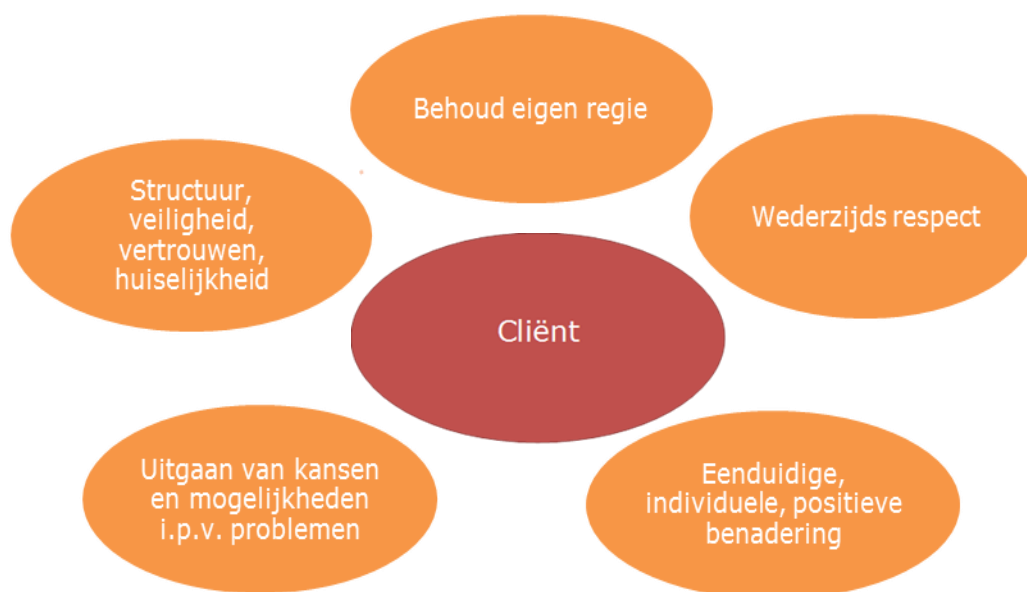 Behoud eigen regie
Structuur,
veiligheid,
vertrouwen,
huiselijkheid
Wederzijds respect
Cliënt
Uitgaan van kansen
en mogelijkheden
i.p.v. problemen
Eenduidige,
individuele, positieve
benadering